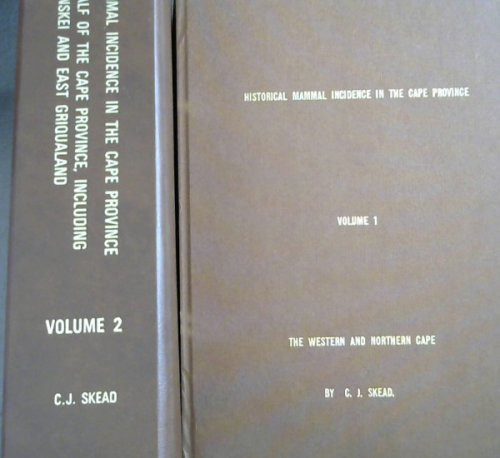 MAL INCIDENCE IN THE CAPE PROVINCE
ALF OF THE CAPE PROVINCE, INCLUDING
NSKEI AND EAST GRIQUALAND
VOLUME 2
C.J. SKEAD
HISTORICAL MAMMAL INCIDENCE IN THE CAPE PROVINCE
VOLUME 1
THE WESTERN AND NORTHERN CAPE
BY C. J. SKEAD.